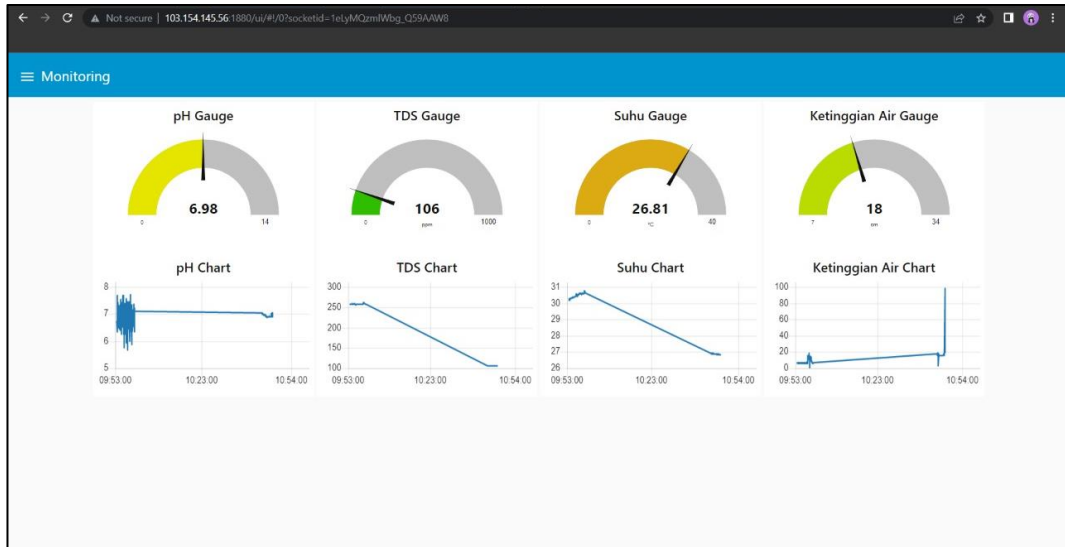 Not secure | 103.154.145.56:1880/ui/#!/0?socketid=1eLyMQzmlWbg_Q59AAW8
Monitoring
pH Gauge
6.98
0 14
TDS Gauge
106
ppm
0 1000
Suhu Gauge
26.81
°C
0 40
Ketinggian Air Gauge
18
7 34
pH Chart
8
7
6
5
09:53:00 10:23:00 10:54:00
TDS Chart
300
250
200
150
100
09:53:00 10:23:00 10:54:00
Suhu Chart
31
30
29
28
27
26
09:53:00 10:23:00 10:54:00
Ketinggian Air Chart
100
80
60
40
20
0
09:53:00 10:23:00 10:54:00